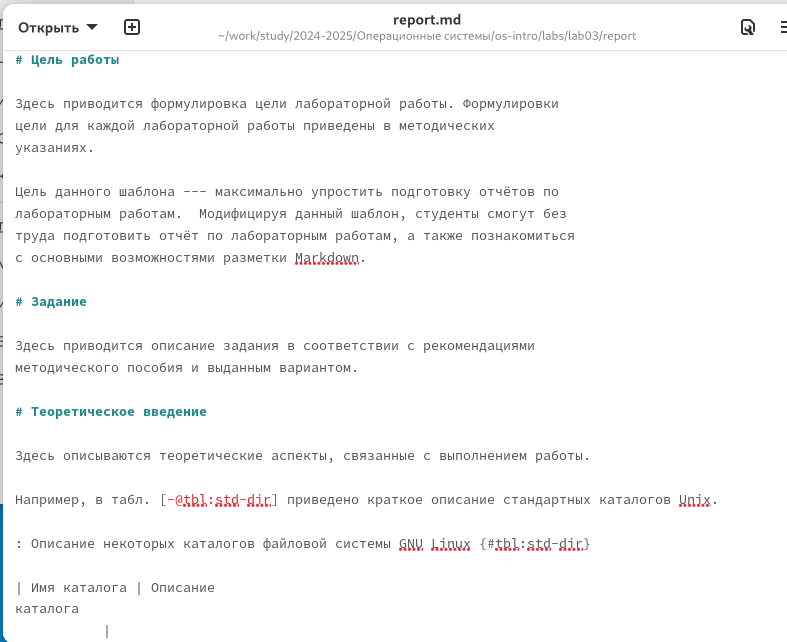 Открыть
report.md
~/work/study/2024-2025/Операционные системы/os-intro/labs/lab03/report
# Цель работы
Здесь приводится формулировка цели лабораторной работы. Формулировки
цели для каждой лабораторной работы приведены в методических
указаниях.
Цель данного шаблона --- максимально упростить подготовку отчётов по
лабораторным работам.  Модифицируя данный шаблон, студенты смогут без
труда подготовить отчёт по лабораторным работам, а также познакомиться
с основными возможностями разметки Markdown.
# Задание
Здесь приводится описание задания в соответствии с рекомендациями
методического пособия и выданным вариантом.
# Теоретическое введение
Здесь описываются теоретические аспекты, связанные с выполнением работы.
Например, в табл. [-@tbl:std-dir] приведено краткое описание стандартных каталогов Unix.
: Описание некоторых каталогов файловой системы GNU Linux {#tbl:std-dir}
| Имя каталога | Описание
каталога
|